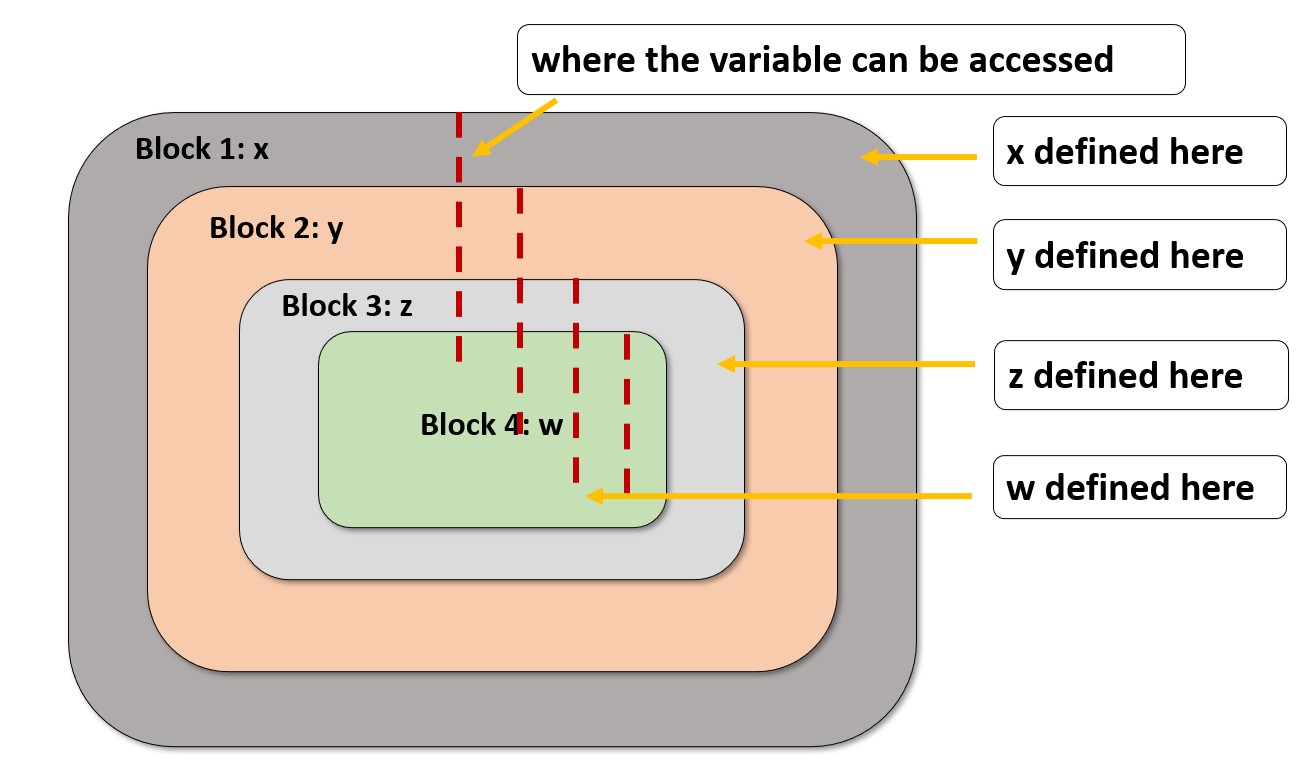 where the variable can be accessed
Block 1: x
x defined here
Block 2: y
y defined here
Block 3: z
z defined here
Block 4: w
w defined here